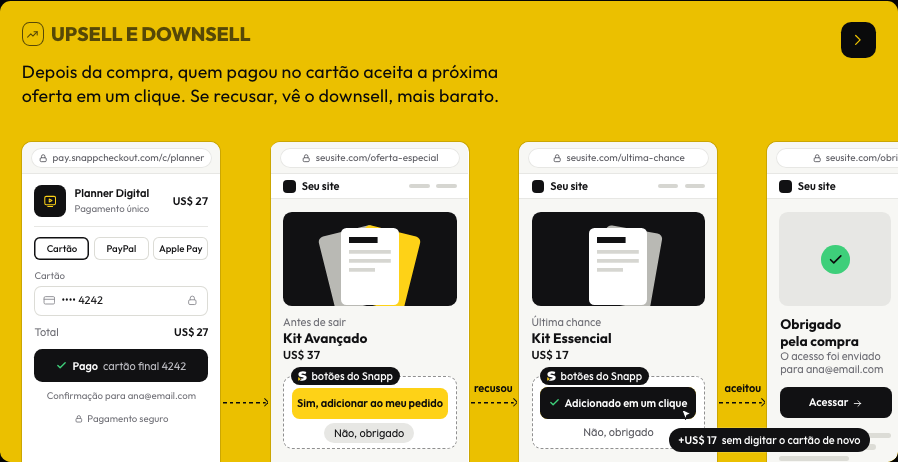 UPSELL E DOWNSELL
Depois da compra, quem pagou no cartão aceita a próxima
oferta em um clique. Se recusar, vê o downsell, mais barato.
pay.snappcheckout.com/c/planner
Planner Digital
Pagamento único
US$ 27
Cartão
PayPal
Apple Pay
Cartão
•••• 4242
Total
US$ 27
Pago cartão final 4242
Confirmação para ana@email.com
Pagamento seguro
seusite.com/oferta-especial
Seu site
Antes de sair
Kit Avançado
US$ 37
botões do Snapp
Sim, adicionar ao meu pedido
Não, obrigado
recusou
seusite.com/ultima-chance
Seu site
Última chance
Kit Essencial
US$ 17
botões do Snapp
Adicionado em um clique
Não, obrigado
aceitou
seusite.com/obri
Seu site
Obrigado
pela compra
O acesso foi enviado
para ana@email.com
Acessar →
+US$ 17 sem digitar o cartão de novo